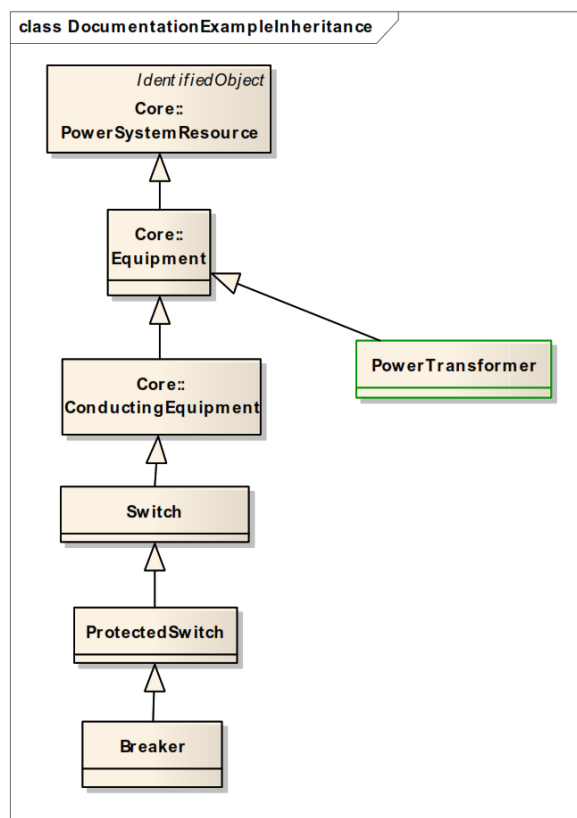 class DocumentationExampleInheritance
IdentifiedObject
Core::
PowerSystemResource
Core::
Equipment
PowerTransformer
Core::
ConductingEquipment
Switch
ProtectedSwitch
Breaker